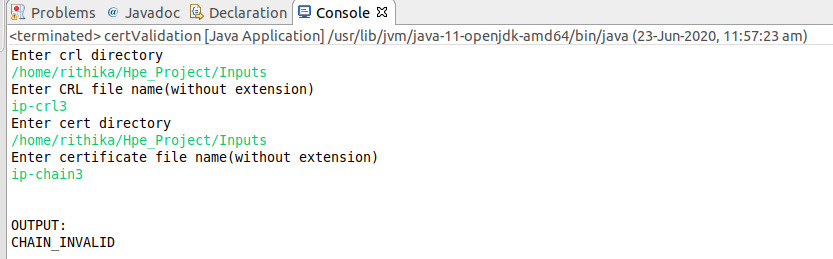 Problems @ Javadoc Declaration Console
<terminated> certValidation [Java Application] /usr/lib/jvm/java-11-openjdk-amd64/bin/java (23-Jun-2020, 11:57:23 am)
Enter crl directory
/home/rithika/Hpe_Project/Inputs
Enter CRL file name(without extension)
ip-crl3
Enter cert directory
/home/rithika/Hpe_Project/Inputs
Enter certificate file name(without extension)
ip-chain3
OUTPUT:
CHAIN_INVALID